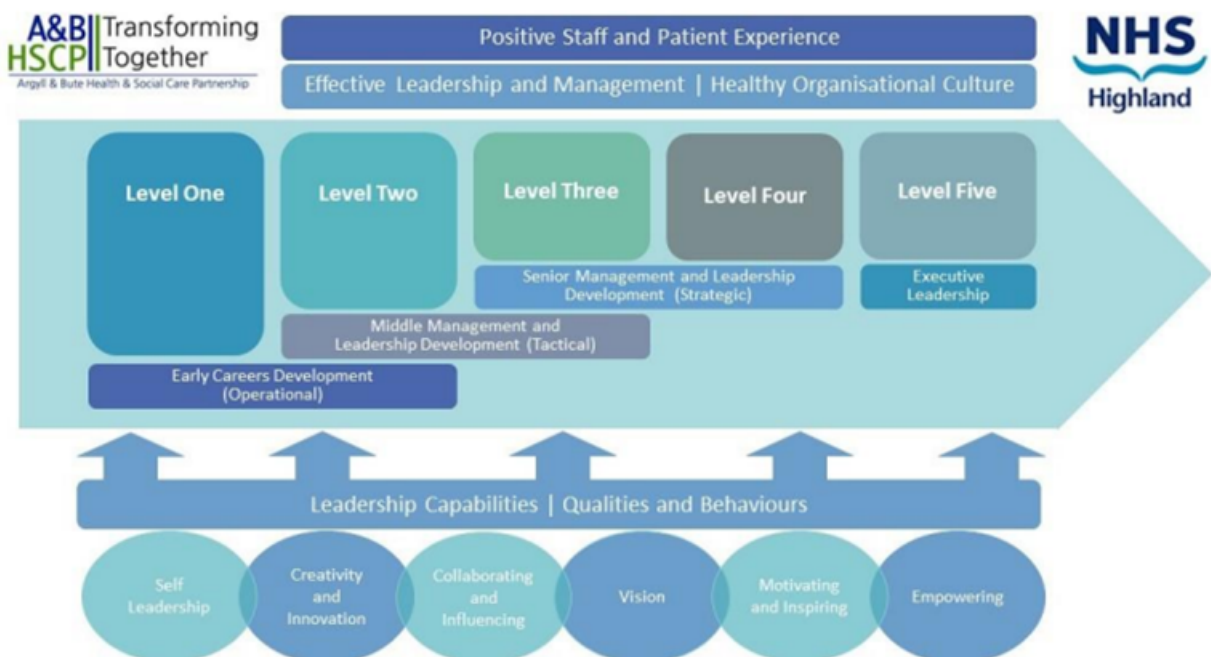 A&B Transforming
HSCP Together
Argyll & Bute Health & Social Care Partnership
Positive Staff and Patient Experience
Effective Leadership and Management | Healthy Organisational Culture
NHS
Highland
Level One
Level Two
Level Three
Level Four
Level Five
Senior Management and Leadership
Development (Strategic)
Executive
Leadership
Middle Management and
Leadership Development (Tactical)
Early Careers Development
(Operational)
Leadership Capabilities | Qualities and Behaviours
Self
Leadership
Creativity
and
Innovation
Collaborating
and
Influencing
Vision
Motivating
and Inspiring
Empowering